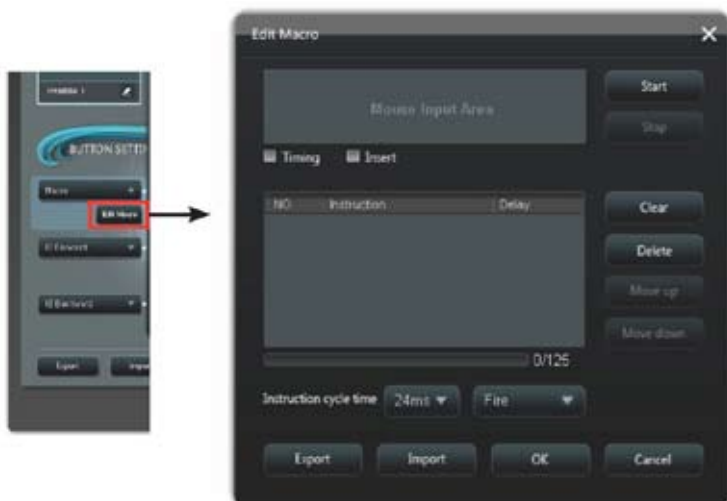 BUTTON SETTI
Macro
Edit Macro
Export
Impor
Edit Macro
Mouse Input Area
Start
Stop
Timing
Insert
NO
Instruction
Delay
Clear
Delete
Move up
Move down
0/125
Instruction cycle time
24ms
Fire
Export
Import
OK
Cancel